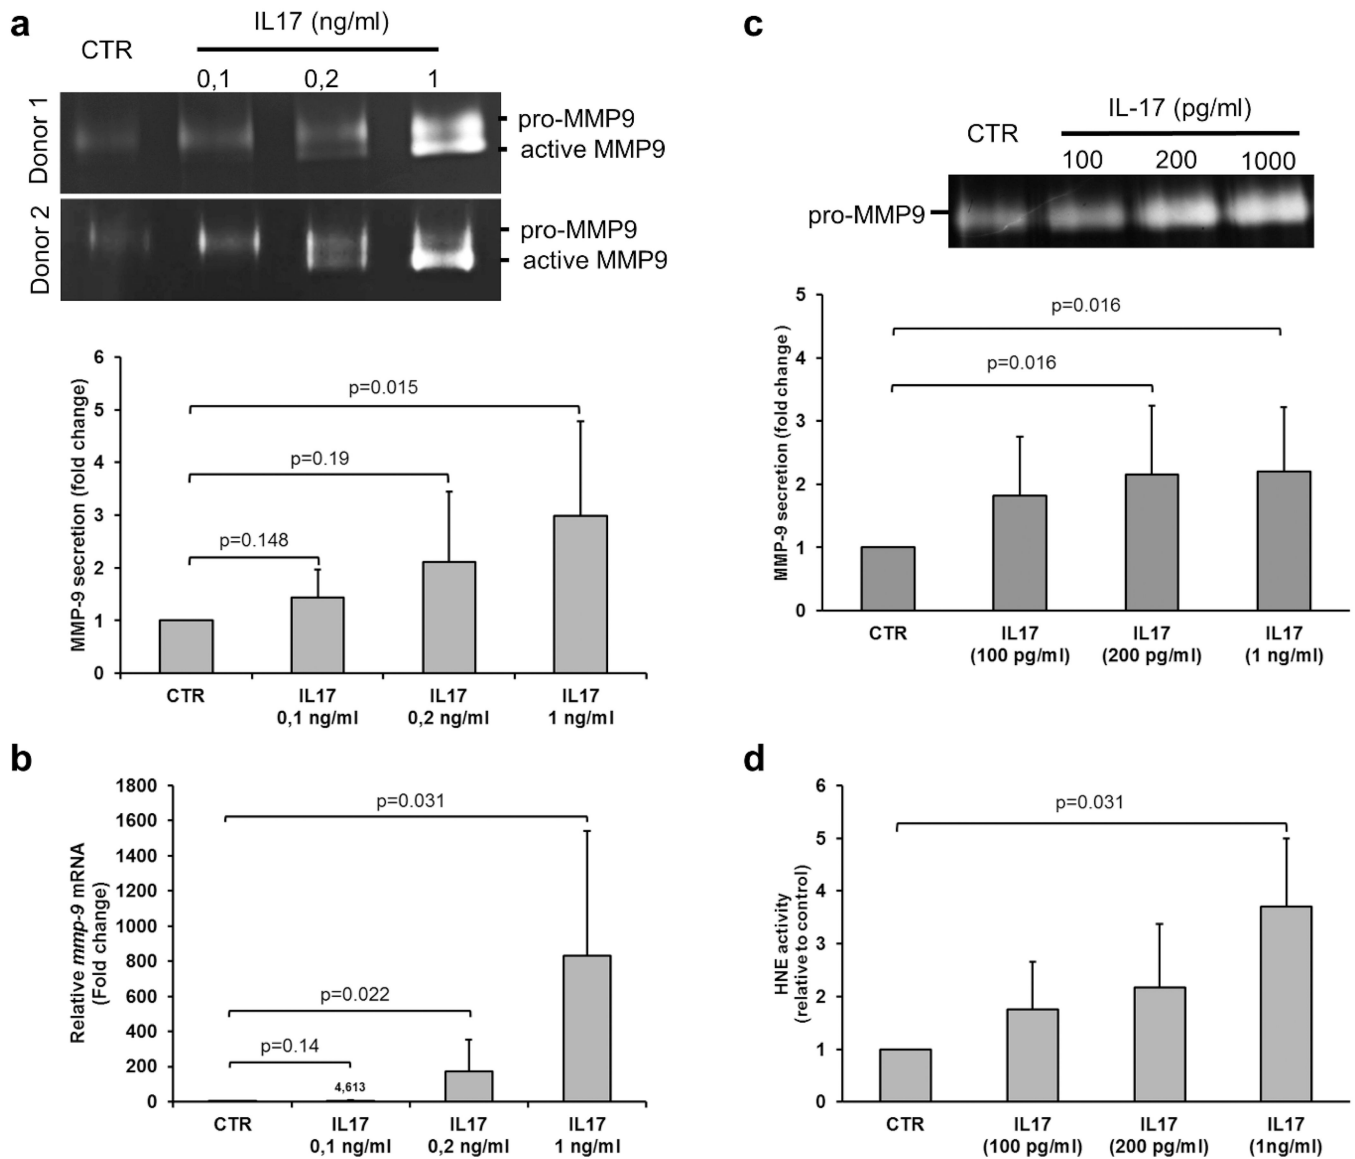 a
IL17 (ng/ml)
CTR
0,1
0,2
1
Donor 1
pro-MMP9
active MMP9
Donor 2
pro-MMP9
active MMP9
MMP-9 secretion (fold change)
6
5
4
3
2
1
0
p=0.015
p=0.19
p=0.148
CTR
IL17
0,1 ng/ml
IL17
0,2 ng/ml
IL17
1 ng/ml
b
Relative mmp-9 mRNA
(Fold change)
1800
1600
1400
1200
1000
800
600
400
200
0
p=0.031
p=0.022
p=0.14
4,613
CTR
IL17
0,1 ng/ml
IL17
0,2 ng/ml
IL17
1 ng/ml
c
IL-17 (pg/ml)
CTR
100
200
1000
pro-MMP9
MMP-9 secretion (fold change)
5
4
3
2
1
0
p=0.016
p=0.016
CTR
IL17
(100 pg/ml)
IL17
(200 pg/ml)
IL17
(1 ng/ml)
d
HNE activity
(relative to control)
6
5
4
3
2
1
0
p=0.031
CTR
IL17
(100 pg/ml)
IL17
(200 pg/ml)
IL17
(1ng/ml)